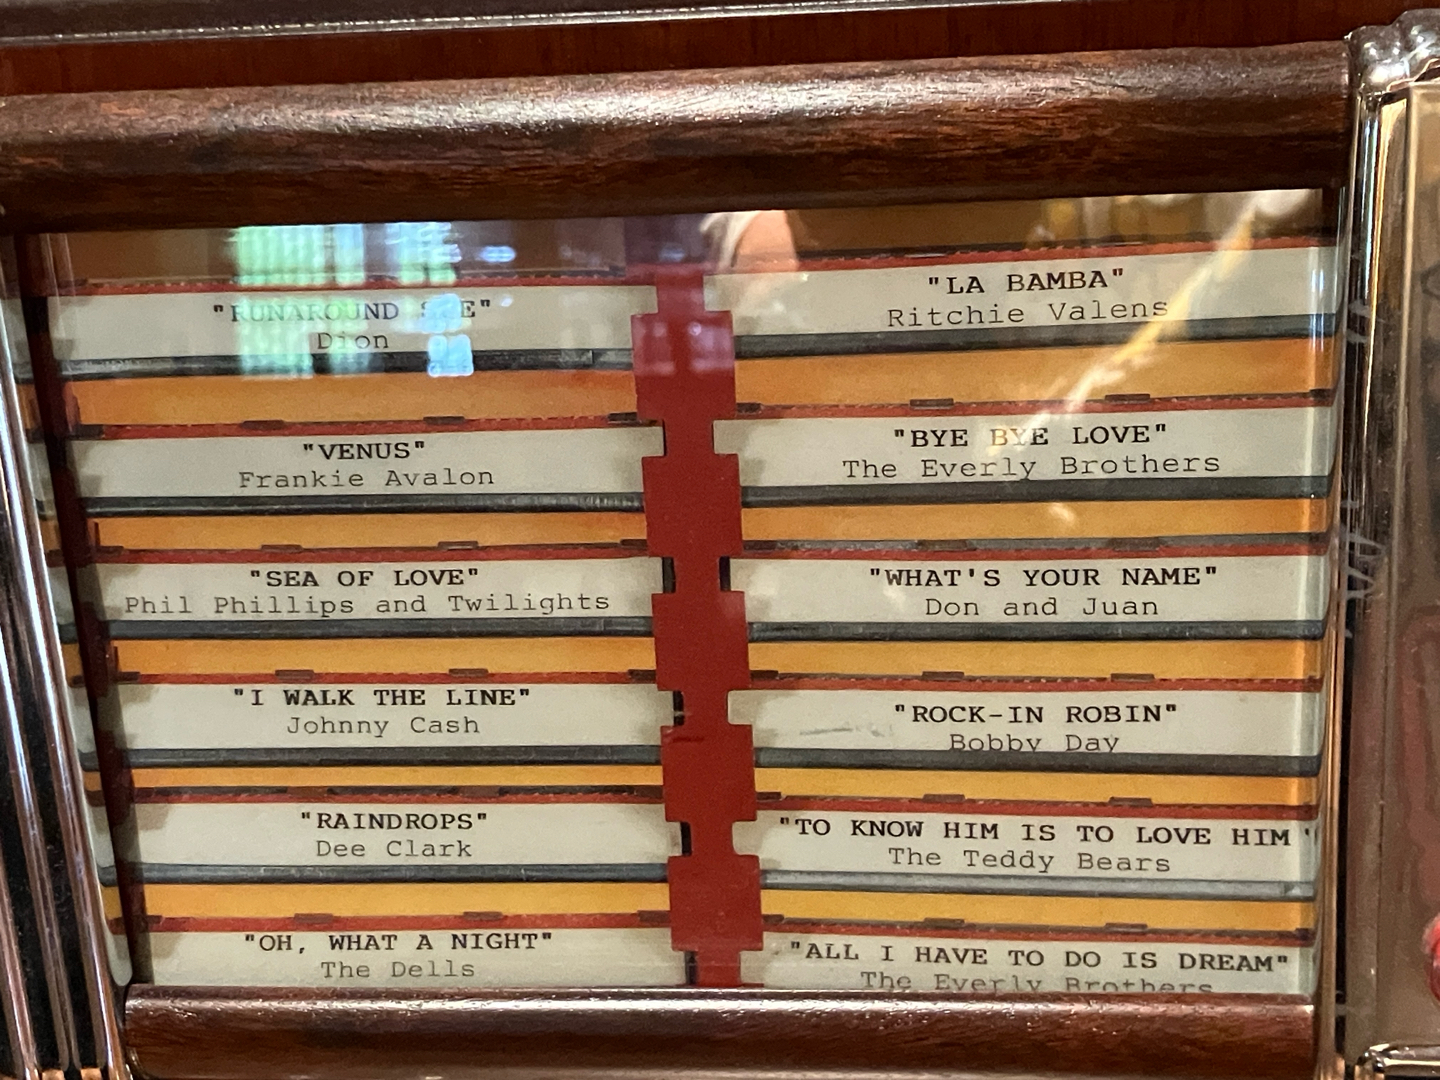 "RUNAROUND SUE"
Dion
"VENUS"
Frankie Avalon
"SEA OF LOVE"
Phil Phillips and Twilights
"I WALK THE LINE"
Johnny Cash
"RAINDROPS"
Dee Clark
"OH, WHAT A NIGHT"
The Dells
"LA BAMBA"
Ritchie Valens
"BYE BYE LOVE"
The Everly Brothers
"WHAT'S YOUR NAME"
Don and Juan
"ROCK-IN ROBIN"
Bobby Day
"TO KNOW HIM IS TO LOVE HIM"
The Teddy Bears
"ALL I HAVE TO DO IS DREAM"
The Everly Brothers